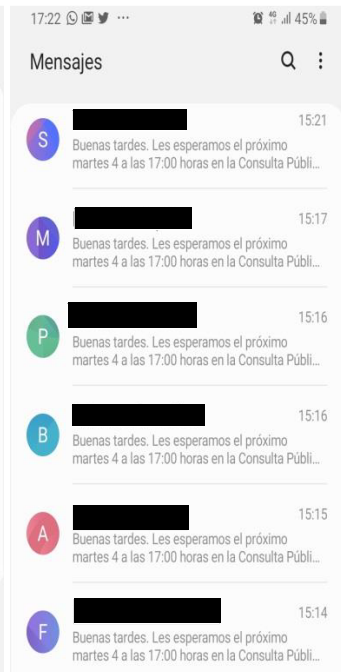 17:22 ... 4G 45%
Mensajes
15:21
S
Buenas tardes. Les esperamos el próximo
martes 4 a las 17:00 horas en la Consulta Públi...
15:17
M
Buenas tardes. Les esperamos el próximo
martes 4 a las 17:00 horas en la Consulta Públi...
15:16
P
Buenas tardes. Les esperamos el próximo
martes 4 a las 17:00 horas en la Consulta Públi...
15:16
B
Buenas tardes. Les esperamos el próximo
martes 4 a las 17:00 horas en la Consulta Públi...
15:15
A
Buenas tardes. Les esperamos el próximo
martes 4 a las 17:00 horas en la Consulta Públi...
15:14
F
Buenas tardes. Les esperamos el próximo
martes 4 a las 17:00 horas en la Consulta Públi...